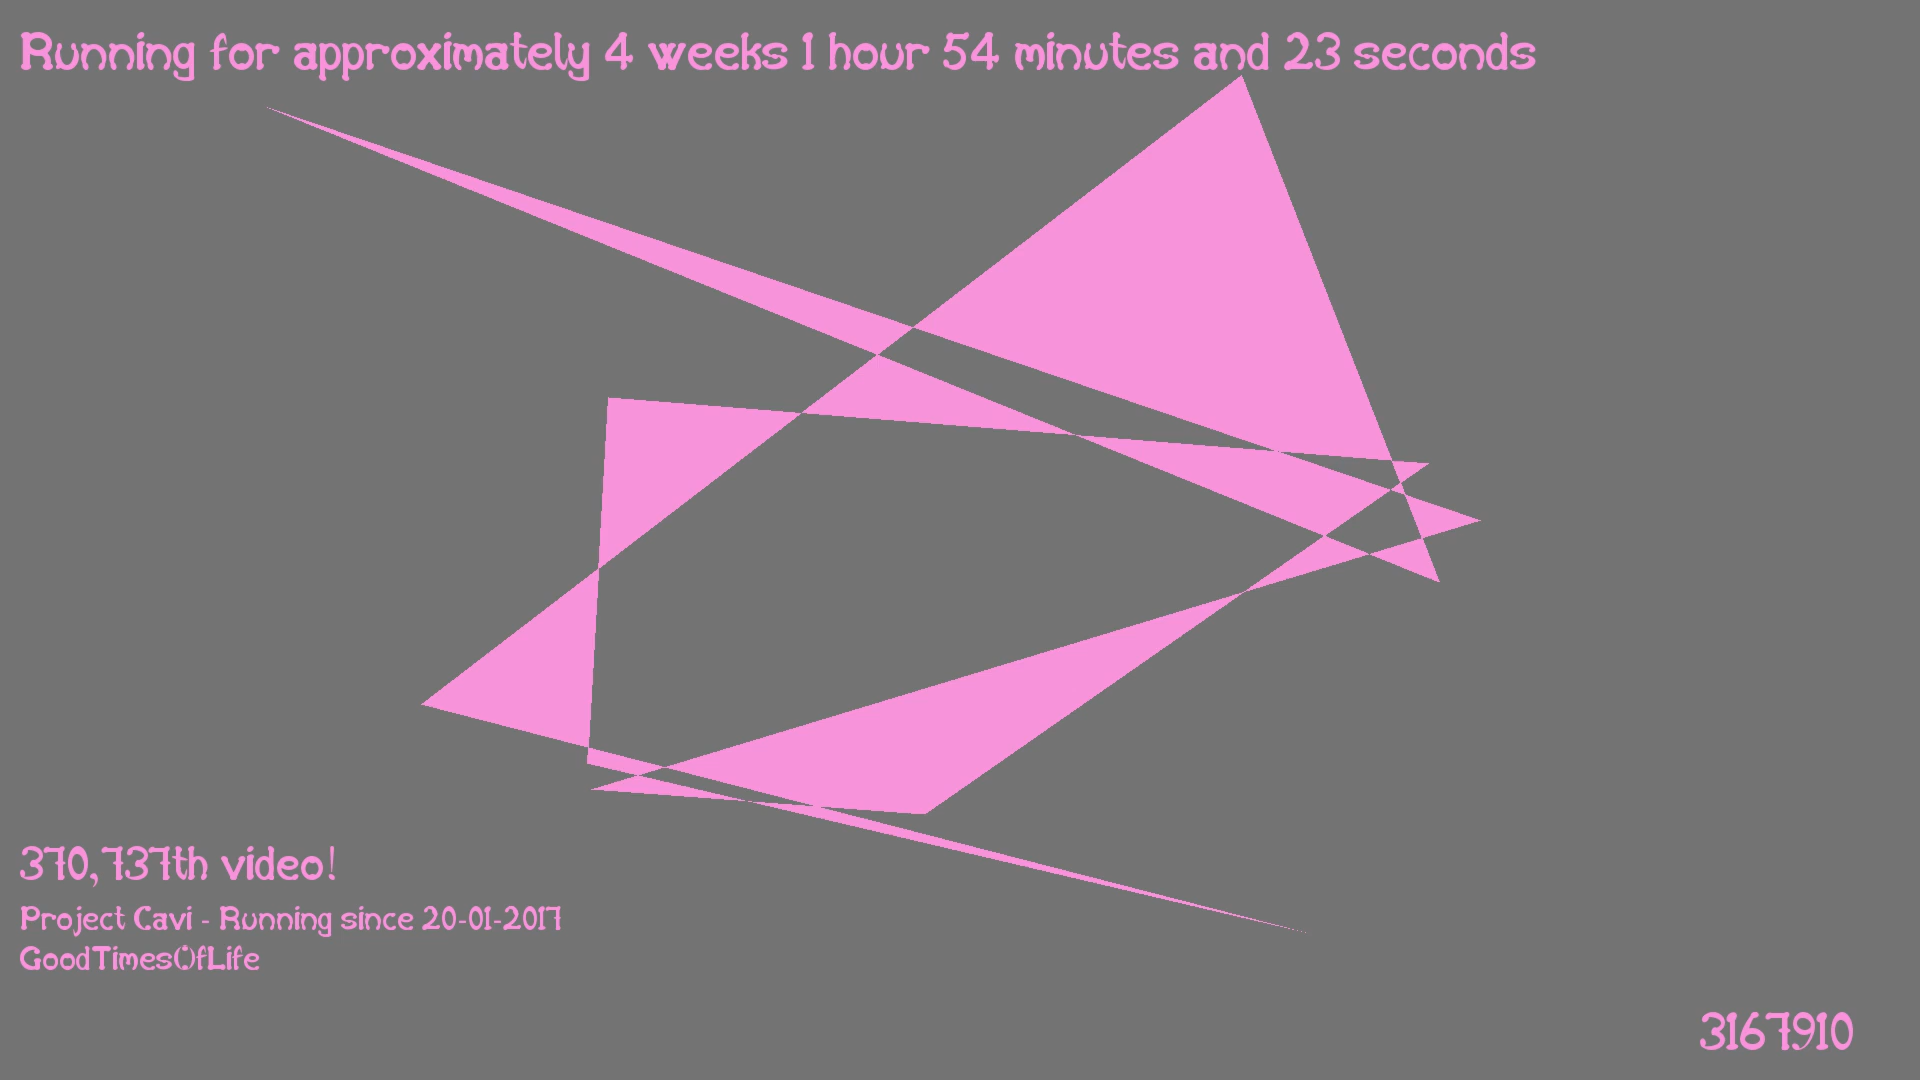 Running for approximately 4 weeks 1 hour 54 minutes and 23 seconds
370,737th video!
Project Cavi - Running since 20-01-2017
GoodTimesOfLife
3167910